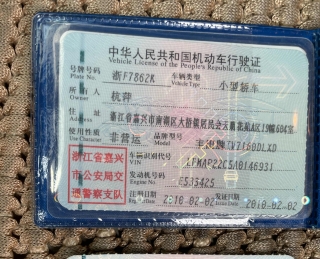 中华人民共和国机动车行驶证
Vehicle License of the People's Republic of China
号牌号码 浙F7862K 车辆类型 小型轿车
Plate No. Vehicle Type
所有人 杭萍
Owner
住址 浙江省嘉兴市南湖区大桥镇
Address
使用性质 非营运 品牌型号
Use Character Model
浙江省嘉兴
市公安局交
通警察支队
车辆识别代号
VIN
发动机号码
Engine No.
注册日期 2010-02-02 发证日期 2010-02-02
Register Date Issue Date